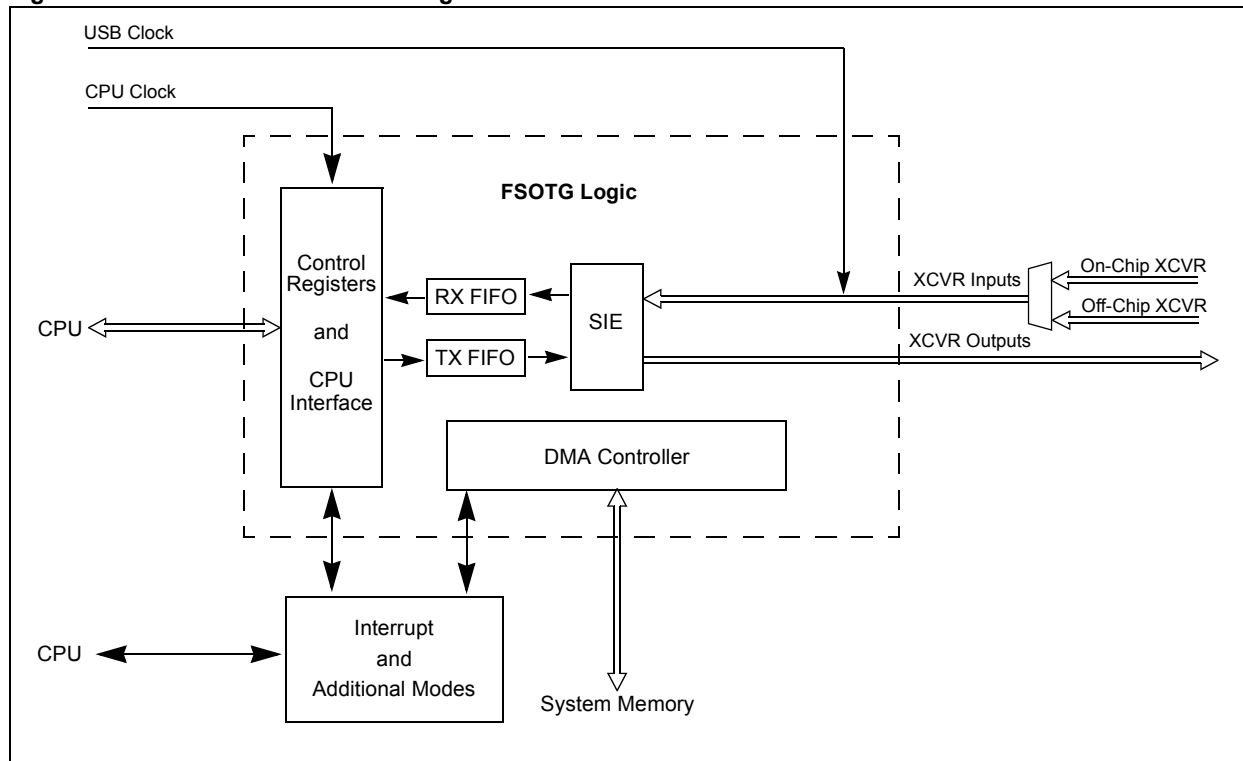 USB Clock
CPU Clock
FSOTG Logic
Control
Registers
and
CPU
Interface
RX FIFO
TX FIFO
SIE
XCVR Inputs
On-Chip XCVR
Off-Chip XCVR
XCVR Outputs
CPU
DMA Controller
Interrupt
and
Additional Modes
CPU
System Memory